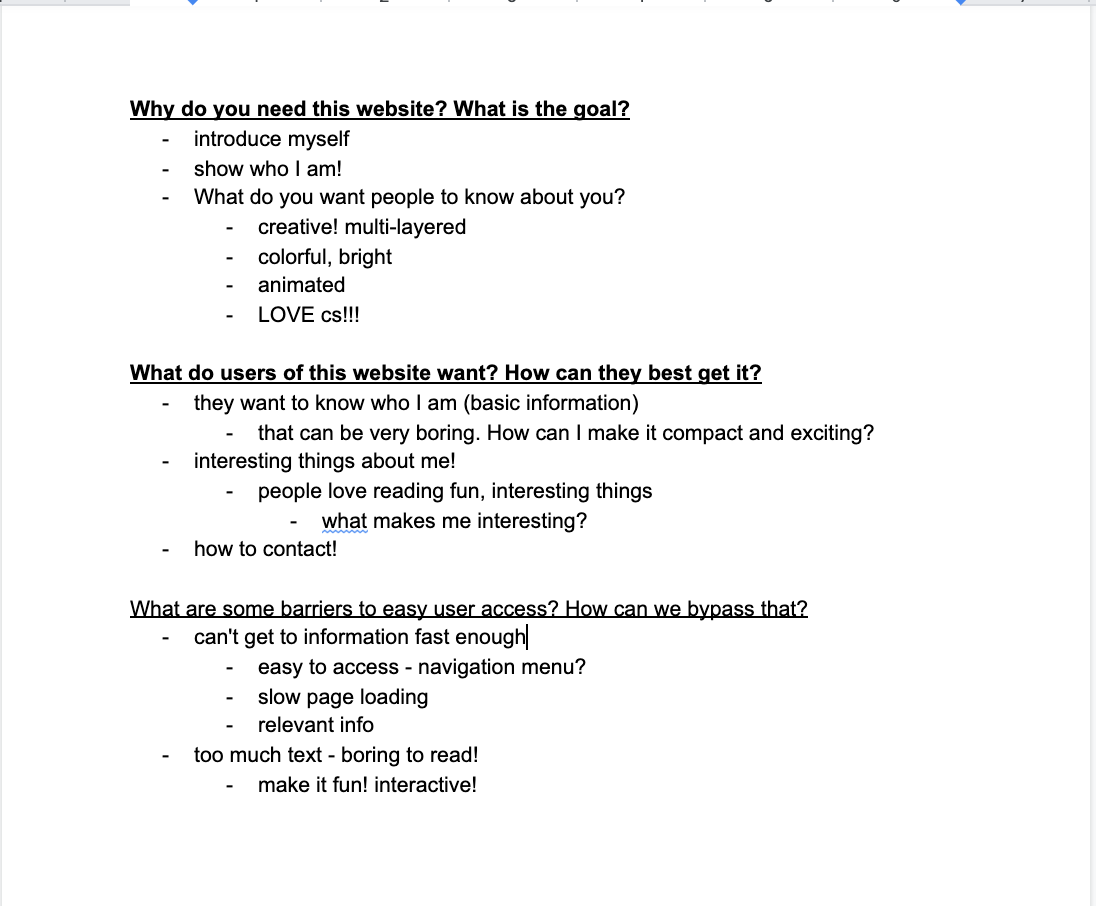 Why do you need this website? What is the goal?
- introduce myself
- show who I am!
- What do you want people to know about you?
- creative! multi-layered
- colorful, bright
- animated
- LOVE cs!!!
What do users of this website want? How can they best get it?
- they want to know who I am (basic information)
- that can be very boring. How can I make it compact and exciting?
- interesting things about me!
- people love reading fun, interesting things
- what makes me interesting?
- how to contact!
What are some barriers to easy user access? How can we bypass that?
- can't get to information fast enough
- easy to access - navigation menu?
- slow page loading
- relevant info
- too much text - boring to read!
- make it fun! interactive!